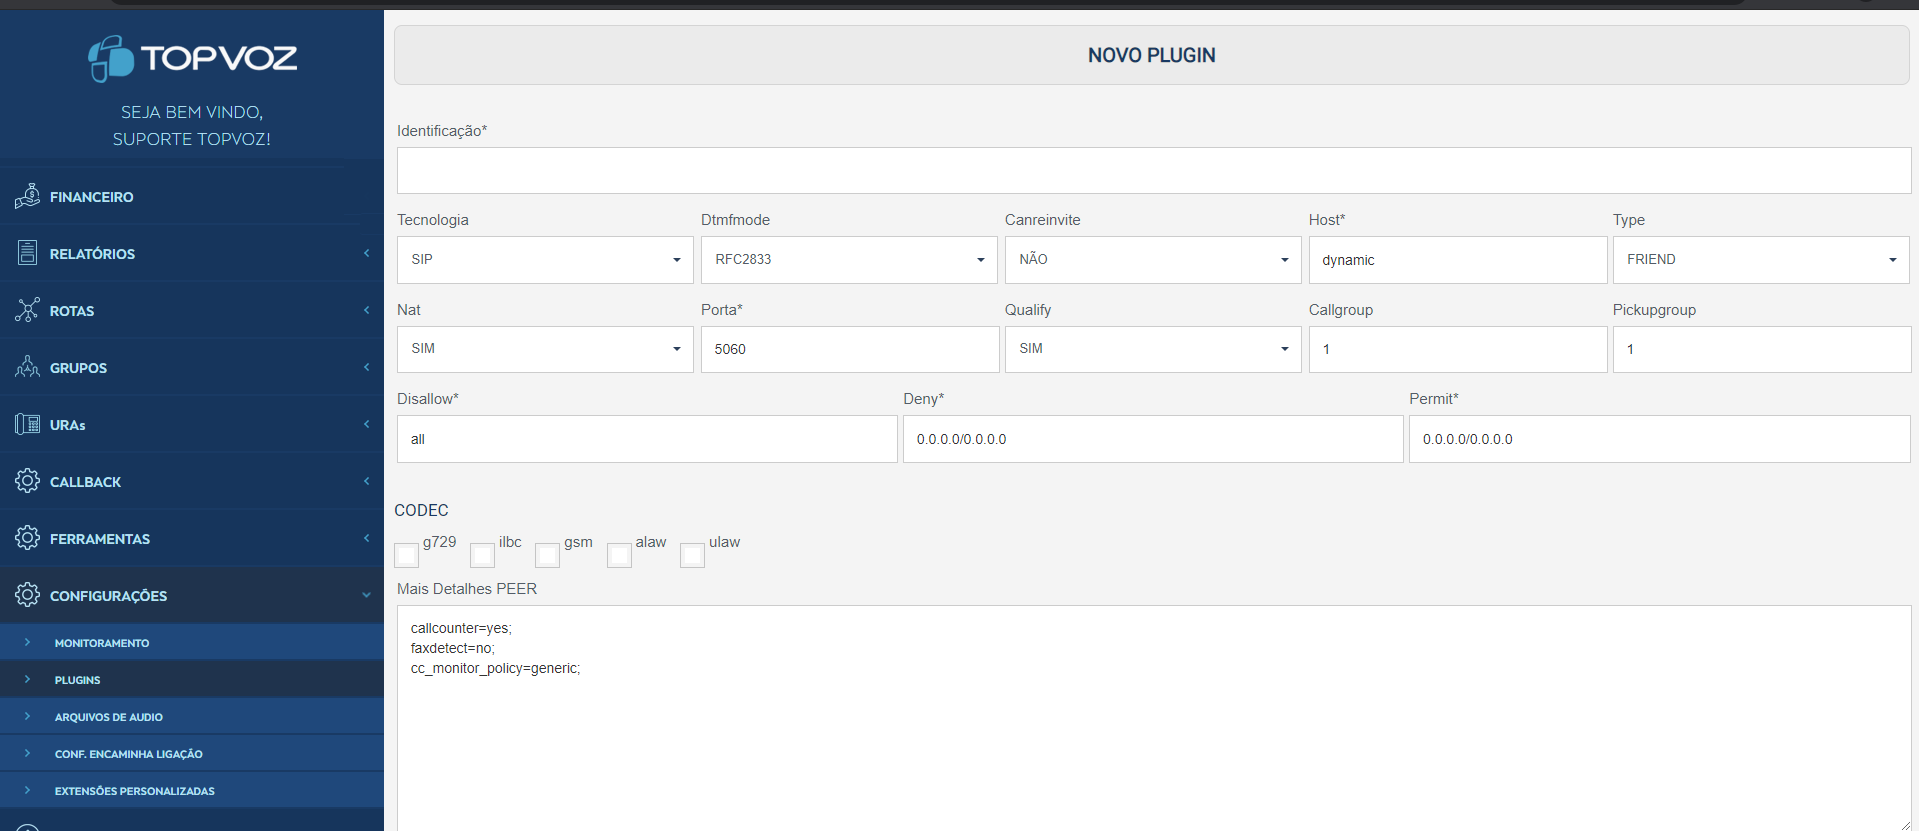 TOPVOZ
SEJA BEM VINDO,
SUPORTE TOPVOZ!
FINANCEIRO
RELATÓRIOS
ROTAS
GRUPOS
URAs
CALLBACK
FERRAMENTAS
CONFIGURAÇÕES
MONITORAMENTO
PLUGINS
ARQUIVOS DE AUDIO
CONF. ENCAMINHA LIGAÇÃO
EXTENSÕES PERSONALIZADAS
NOVO PLUGIN
Identificação*
Tecnologia Dtmfmode Canreinvite Host* Type
SIP RFC2833 NÃO dynamic FRIEND
Nat Porta* Qualify Callgroup Pickupgroup
SIM 5060 SIM 1 1
Disallow* Deny* Permit*
all 0.0.0.0/0.0.0.0 0.0.0.0/0.0.0.0
CODEC
g729 ilbc gsm alaw ulaw
Mais Detalhes PEER
callcounter=yes;
faxdetect=no;
cc_monitor_policy=generic;